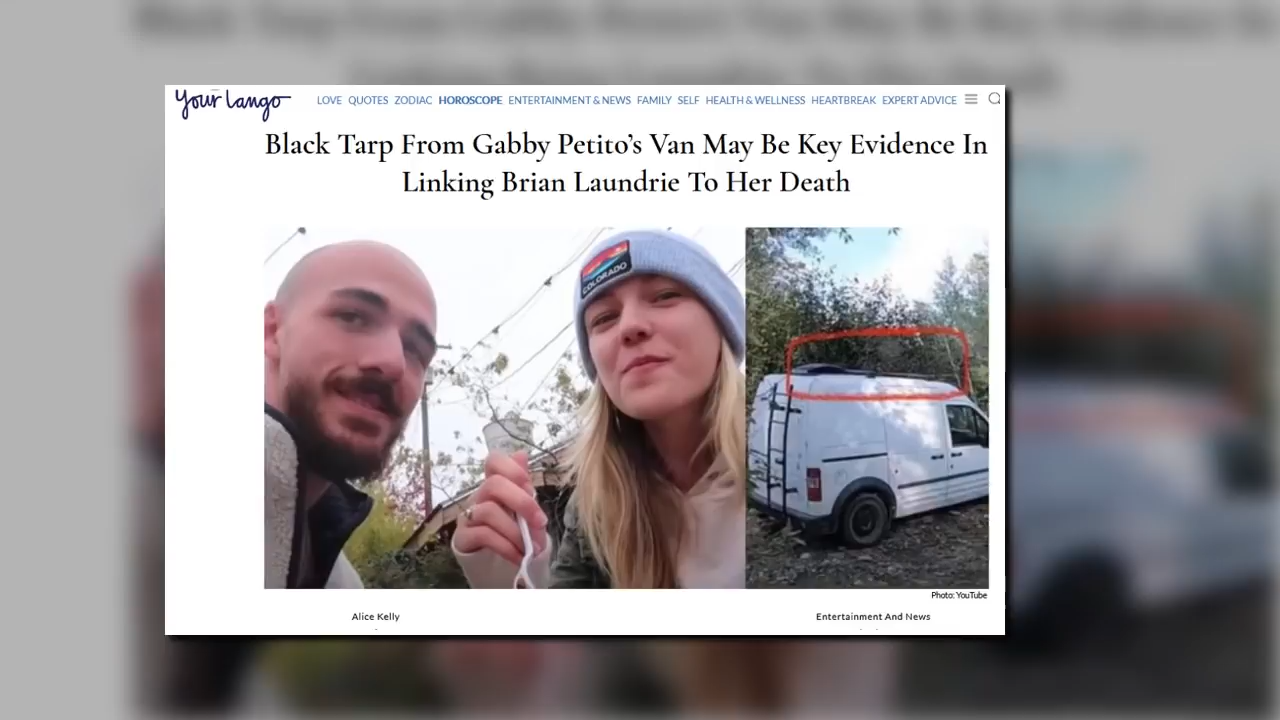 YourTango
LOVE QUOTES ZODIAC HOROSCOPE ENTERTAINMENT & NEWS FAMILY SELF HEALTH & WELLNESS HEARTBREAK EXPERT ADVICE
Black Tarp From Gabby Petito's Van May Be Key Evidence In
Linking Brian Laundrie To Her Death
COLORADO
Photo: YouTube
Alice Kelly Entertainment And News